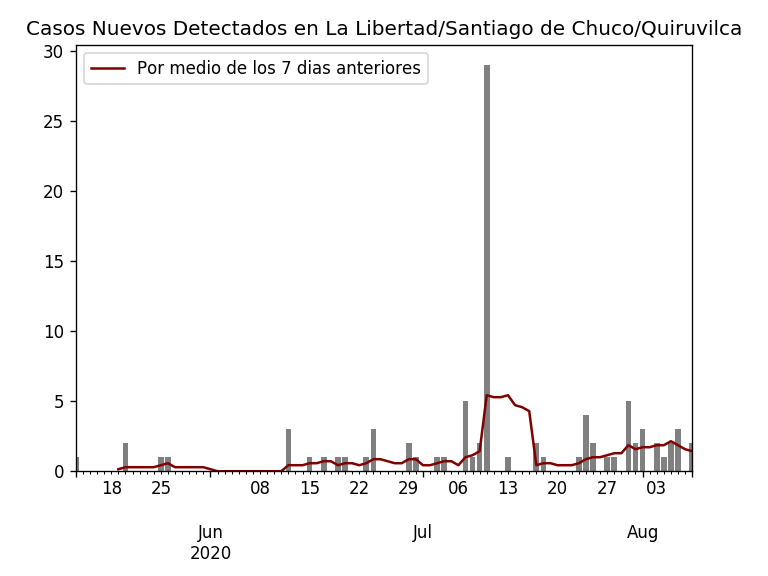 Casos Nuevos Detectados en La Libertad/Santiago de Chuco/Quiruvilca
Por medio de los 7 dias anteriores
30
25
20
15
10
5
0
18 25 08 15 22 29 06 13 20 27 03
Jun Jul Aug
2020